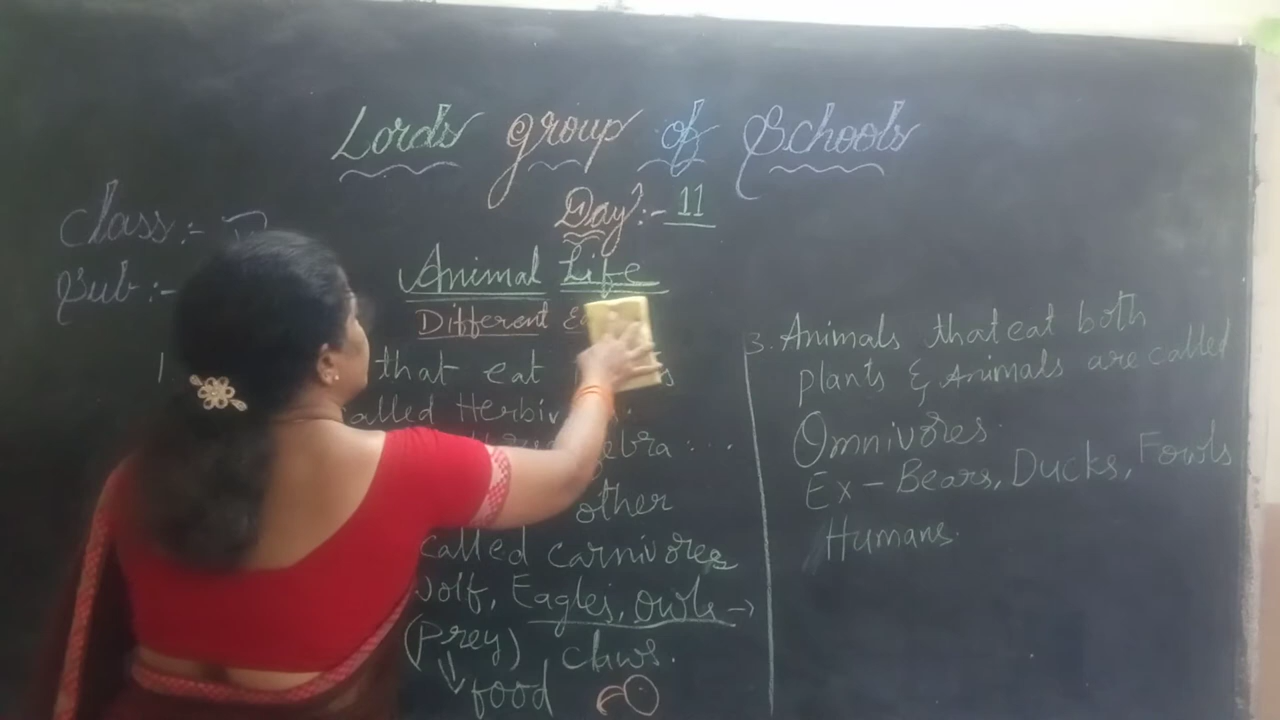 Lords group of Schools
Day:- 11
Class:-
Sub:-
Animal Life
Different
1. that eat
called Herbiv
ebra...
other
called carnivores
wolf, Eagles, owls→
(Prey) claws.
food
3. Animals that eat both
plants & Animals are called
Omnivores.
Ex - Bears, Ducks, Fowls
Humans.